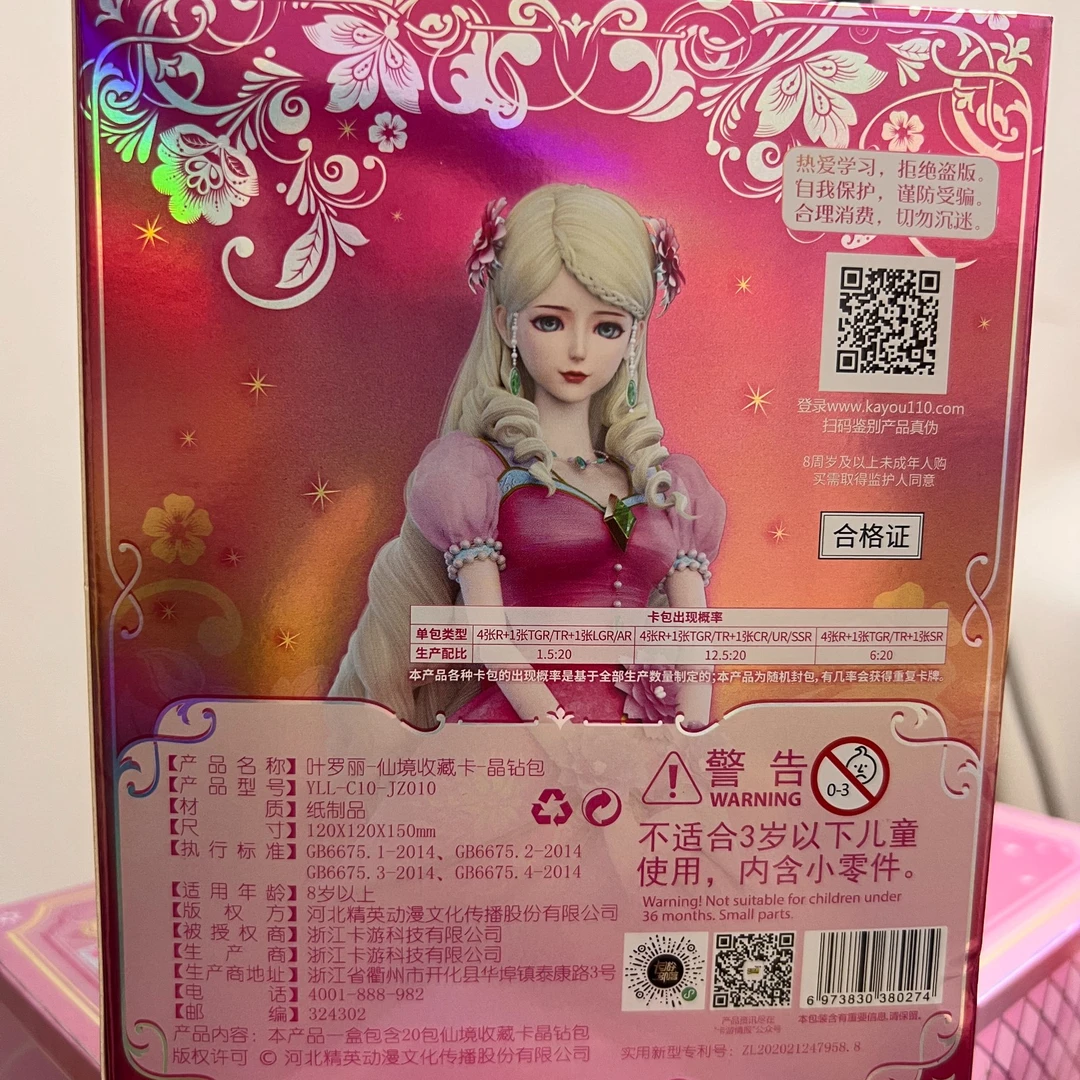 热爱学习，拒绝盗版。
自我保护，谨防受骗。
合理消费，切勿沉迷。
登录www.kayou110.com
扫码鉴别产品真伪
8周岁及以上未成年人购
买需取得监护人同意
合格证
卡包出现概率
单包类型 4张R+1张TGR/TR+1张LGR/AR 4张R+1张TGR/TR+1张CR/UR/SSR 4张R+1张TGR/TR+1张SR
生产配比 1.5:20 12.5:20 6:20
本产品各种卡包的出现概率是基于全部生产数量制定的;本产品为随机封包,有几率会获得重复卡牌。
【产品名称】叶罗丽-仙境收藏卡-晶钻包
【产品型号】YLL-C10-JZ010
【材质】纸制品
【尺寸】120X120X150mm
【执行标准】GB6675.1-2014、GB6675.2-2014
GB6675.3-2014、GB6675.4-2014
【适用年龄】8岁以上
【版权方】河北精英动漫文化传播股份有限公司
【被授权商】浙江卡游科技有限公司
【生产商】浙江卡游科技有限公司
【生产商地址】浙江省衢州市开化县华埠镇泰康路3号
【电话】4001-888-982
【邮编】324302
产品内容：本产品一盒包含20包仙境收藏卡晶钻包
版权许可 © 河北精英动漫文化传播股份有限公司
警告
WARNING
0-3
不适合3岁以下儿童
使用，内含小零件。
Warning! Not suitable for children under
36 months. Small parts.
6 973830 380274
产品资讯尽在
本包装含有重要信息,请保留。
实用新型专利号：ZL202021247958.8